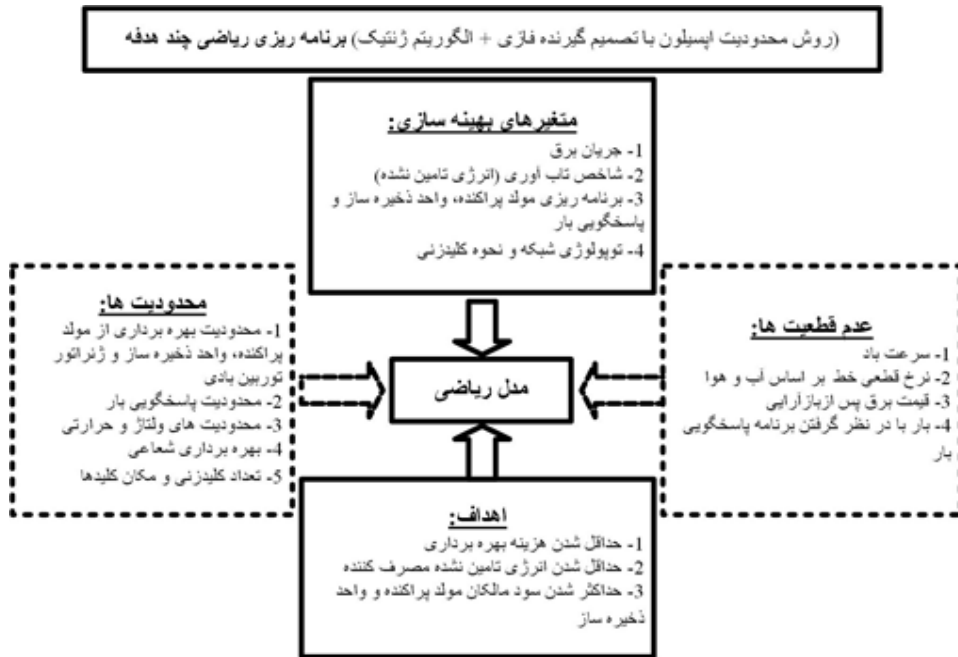 (روش محدودیت اپسیلون با تصمیم گیرنده فازی + الگوریتم ژنتیک) برنامه ریزی ریاضی چند هدفه
متغیرهای بهینه سازی:
1- جریان برق
2- شاخص تاب آوری (انرژی تامین نشده)
3- برنامه ریزی مولد پراکنده، واحد ذخیره ساز و
پاسخگویی بار
4- توپولوژی شبکه و نحوه کلیدزنی
عدم قطعیت ها:
1- سرعت باد
2- نرخ قطعی خط بر اساس آب و هوا
3- قیمت برق پس ازبازآرایی
4- بار با در نظر گرفتن برنامه پاسخگویی
بار
مدل ریاضی
محدودیت ها:
1- محدودیت بهره برداری از مولد
پراکنده، واحد ذخیره ساز و ژنراتور
توربین بادی
2- محدودیت پاسخگویی بار
3- محدودیت های ولتاژ و حرارتی
4- بهره برداری شعاعی
5- تعداد کلیدزنی و مکان کلیدها
اهداف:
1- حداقل شدن هزینه بهره برداری
2- حداقل شدن انرژی تامین نشده مصرف کننده
3- حداکثر شدن سود مالکان مولد پراکنده و واحد
ذخیره ساز